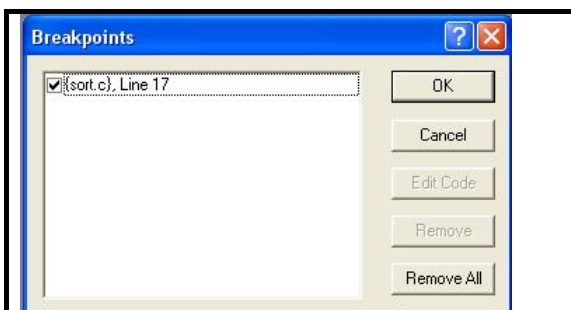 Breakpoints
{sort.c}, Line 17
OK
Cancel
Edit Code
Remove
Remove All